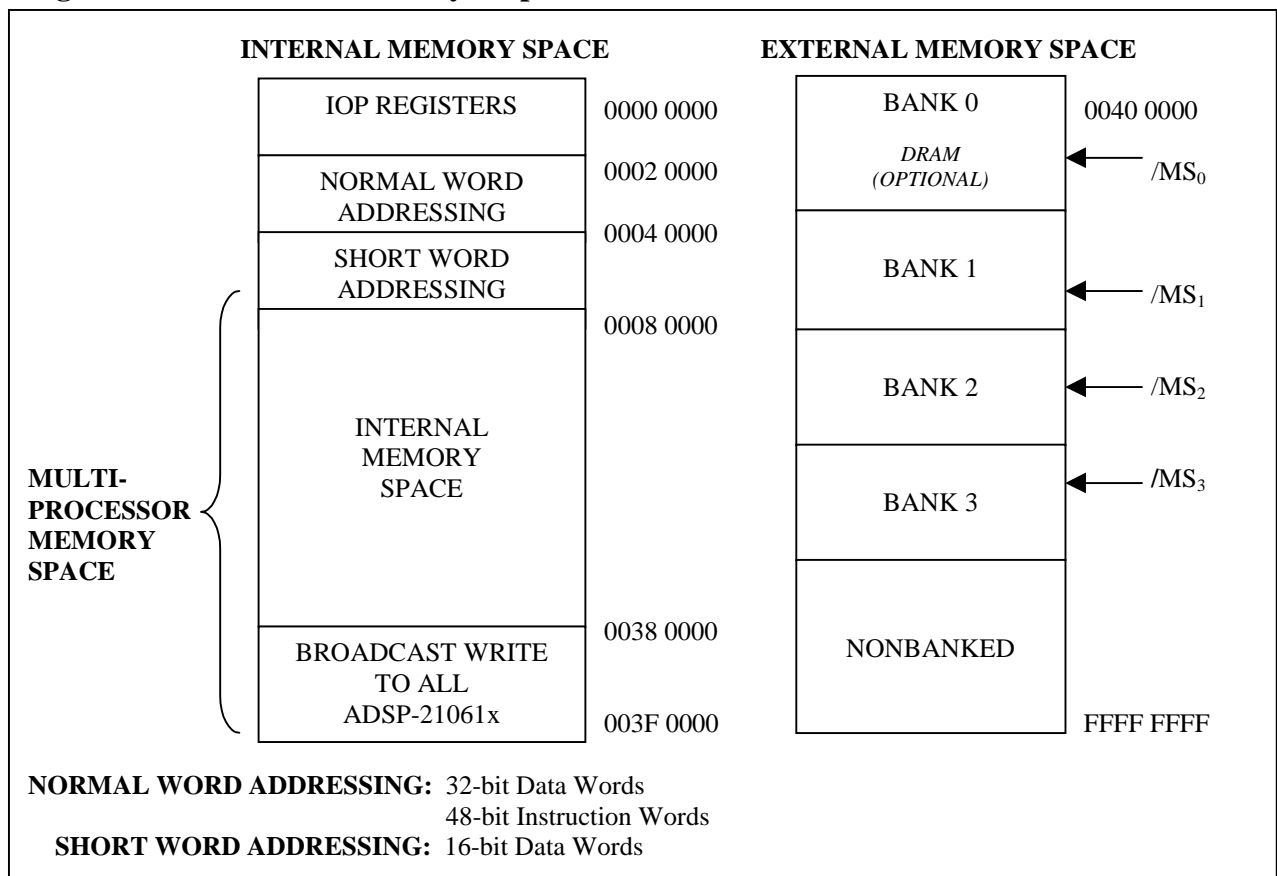 INTERNAL MEMORY SPACE
IOP REGISTERS
0000 0000
0002 0000
NORMAL WORD
ADDRESSING
0004 0000
SHORT WORD
ADDRESSING
0008 0000
INTERNAL
MEMORY
SPACE
MULTI-
PROCESSOR
MEMORY
SPACE
0038 0000
BROADCAST WRITE
TO ALL
ADSP-21061x
003F 0000
EXTERNAL MEMORY SPACE
BANK 0
0040 0000
DRAM
(OPTIONAL)
/MS0
BANK 1
/MS1
BANK 2
/MS2
BANK 3
/MS3
NONBANKED
FFFF FFFF
NORMAL WORD ADDRESSING: 32-bit Data Words
48-bit Instruction Words
SHORT WORD ADDRESSING: 16-bit Data Words